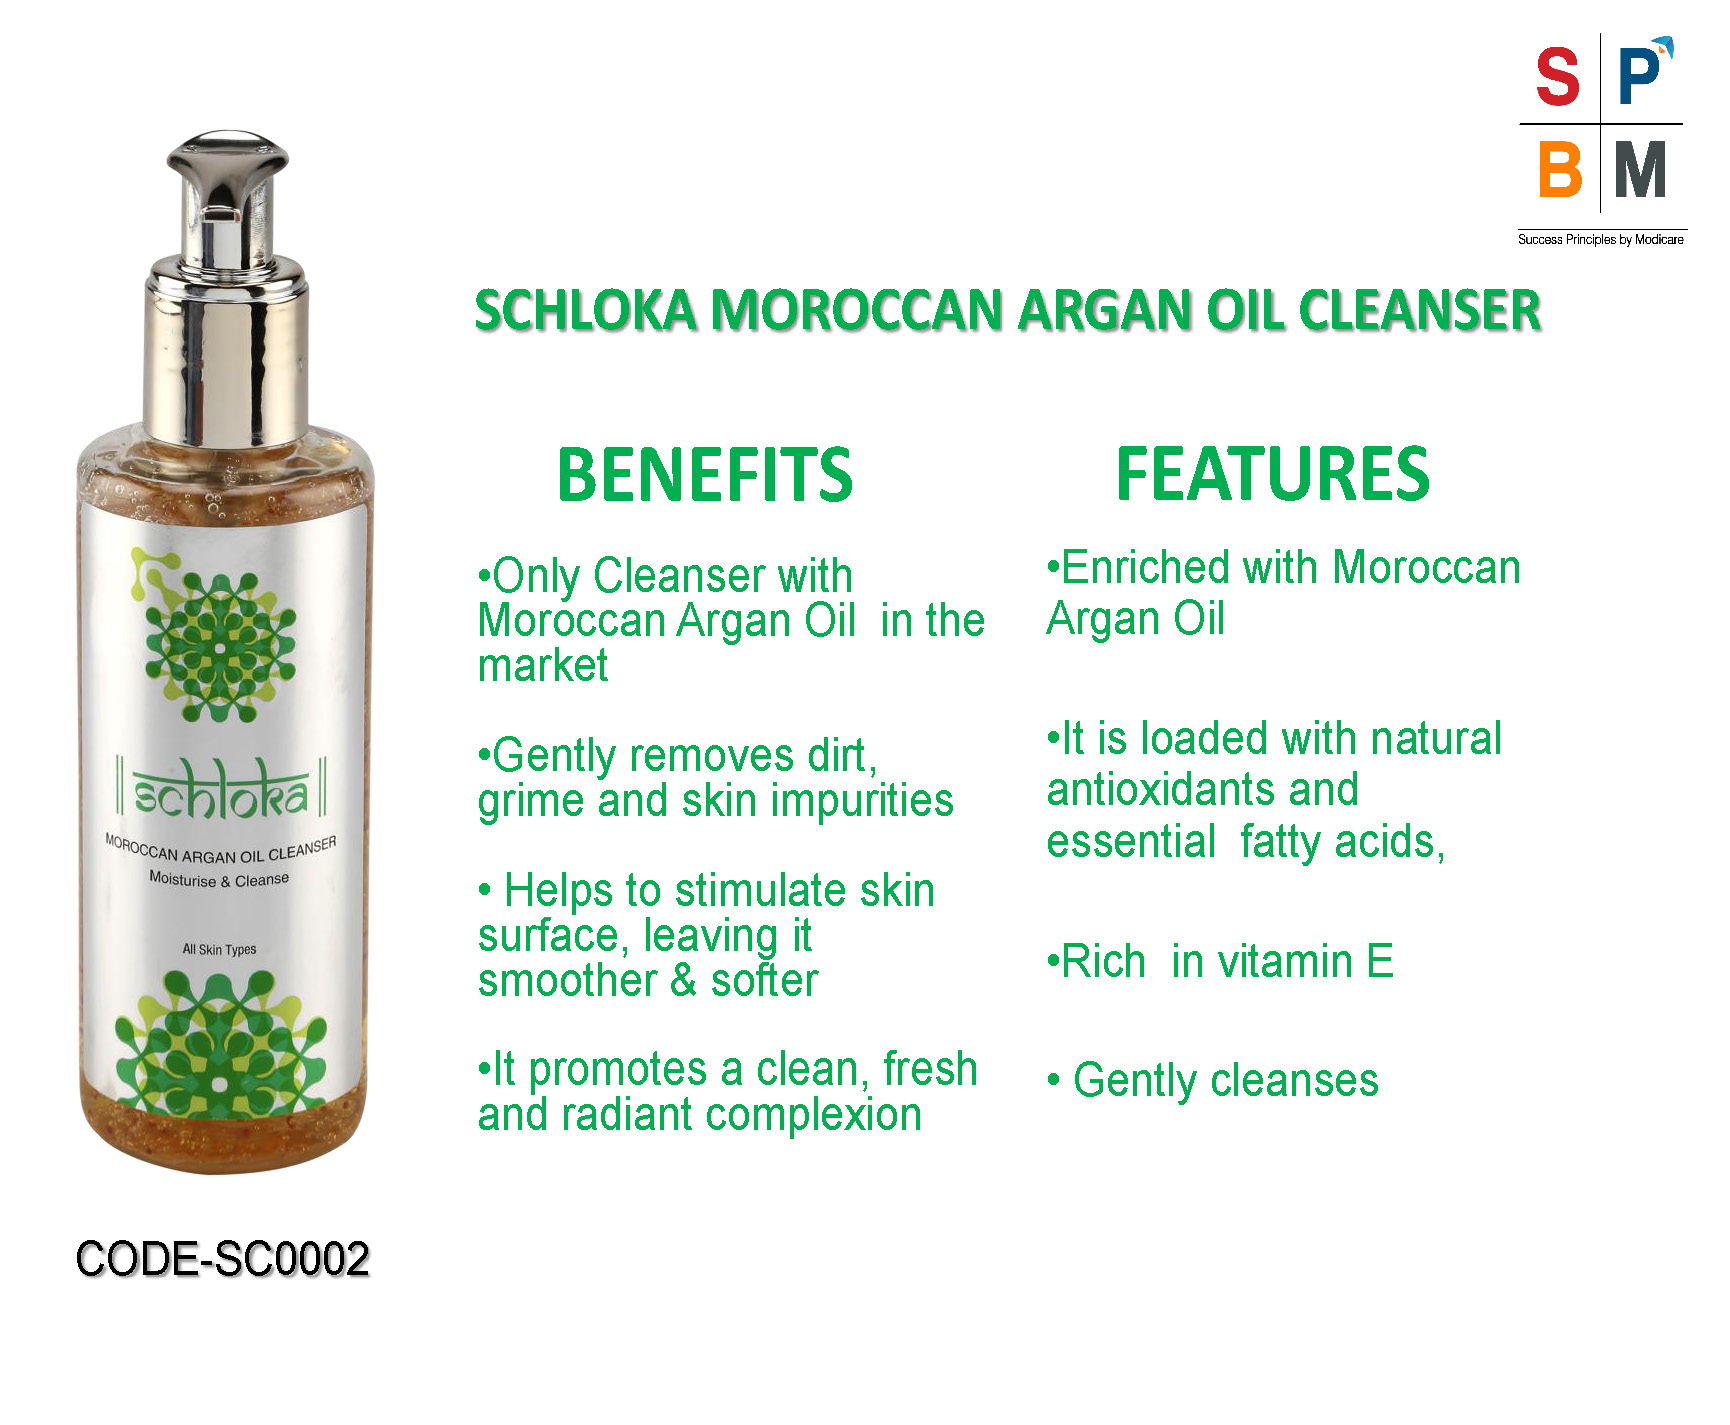 S P
B M
Success Principles by Modicare
SCHLOKA MOROCCAN ARGAN OIL CLEANSER
BENEFITS
•Only Cleanser with
Moroccan Argan Oil in the
market
•Gently removes dirt,
grime and skin impurities
• Helps to stimulate skin
surface, leaving it
smoother & softer
•It promotes a clean, fresh
and radiant complexion
FEATURES
•Enriched with Moroccan
Argan Oil
•It is loaded with natural
antioxidants and
essential fatty acids,
•Rich in vitamin E
• Gently cleanses
schloka
MOROCCAN ARGAN OIL CLEANSER
Moisturise & Cleanse
All Skin Types
CODE-SC0002